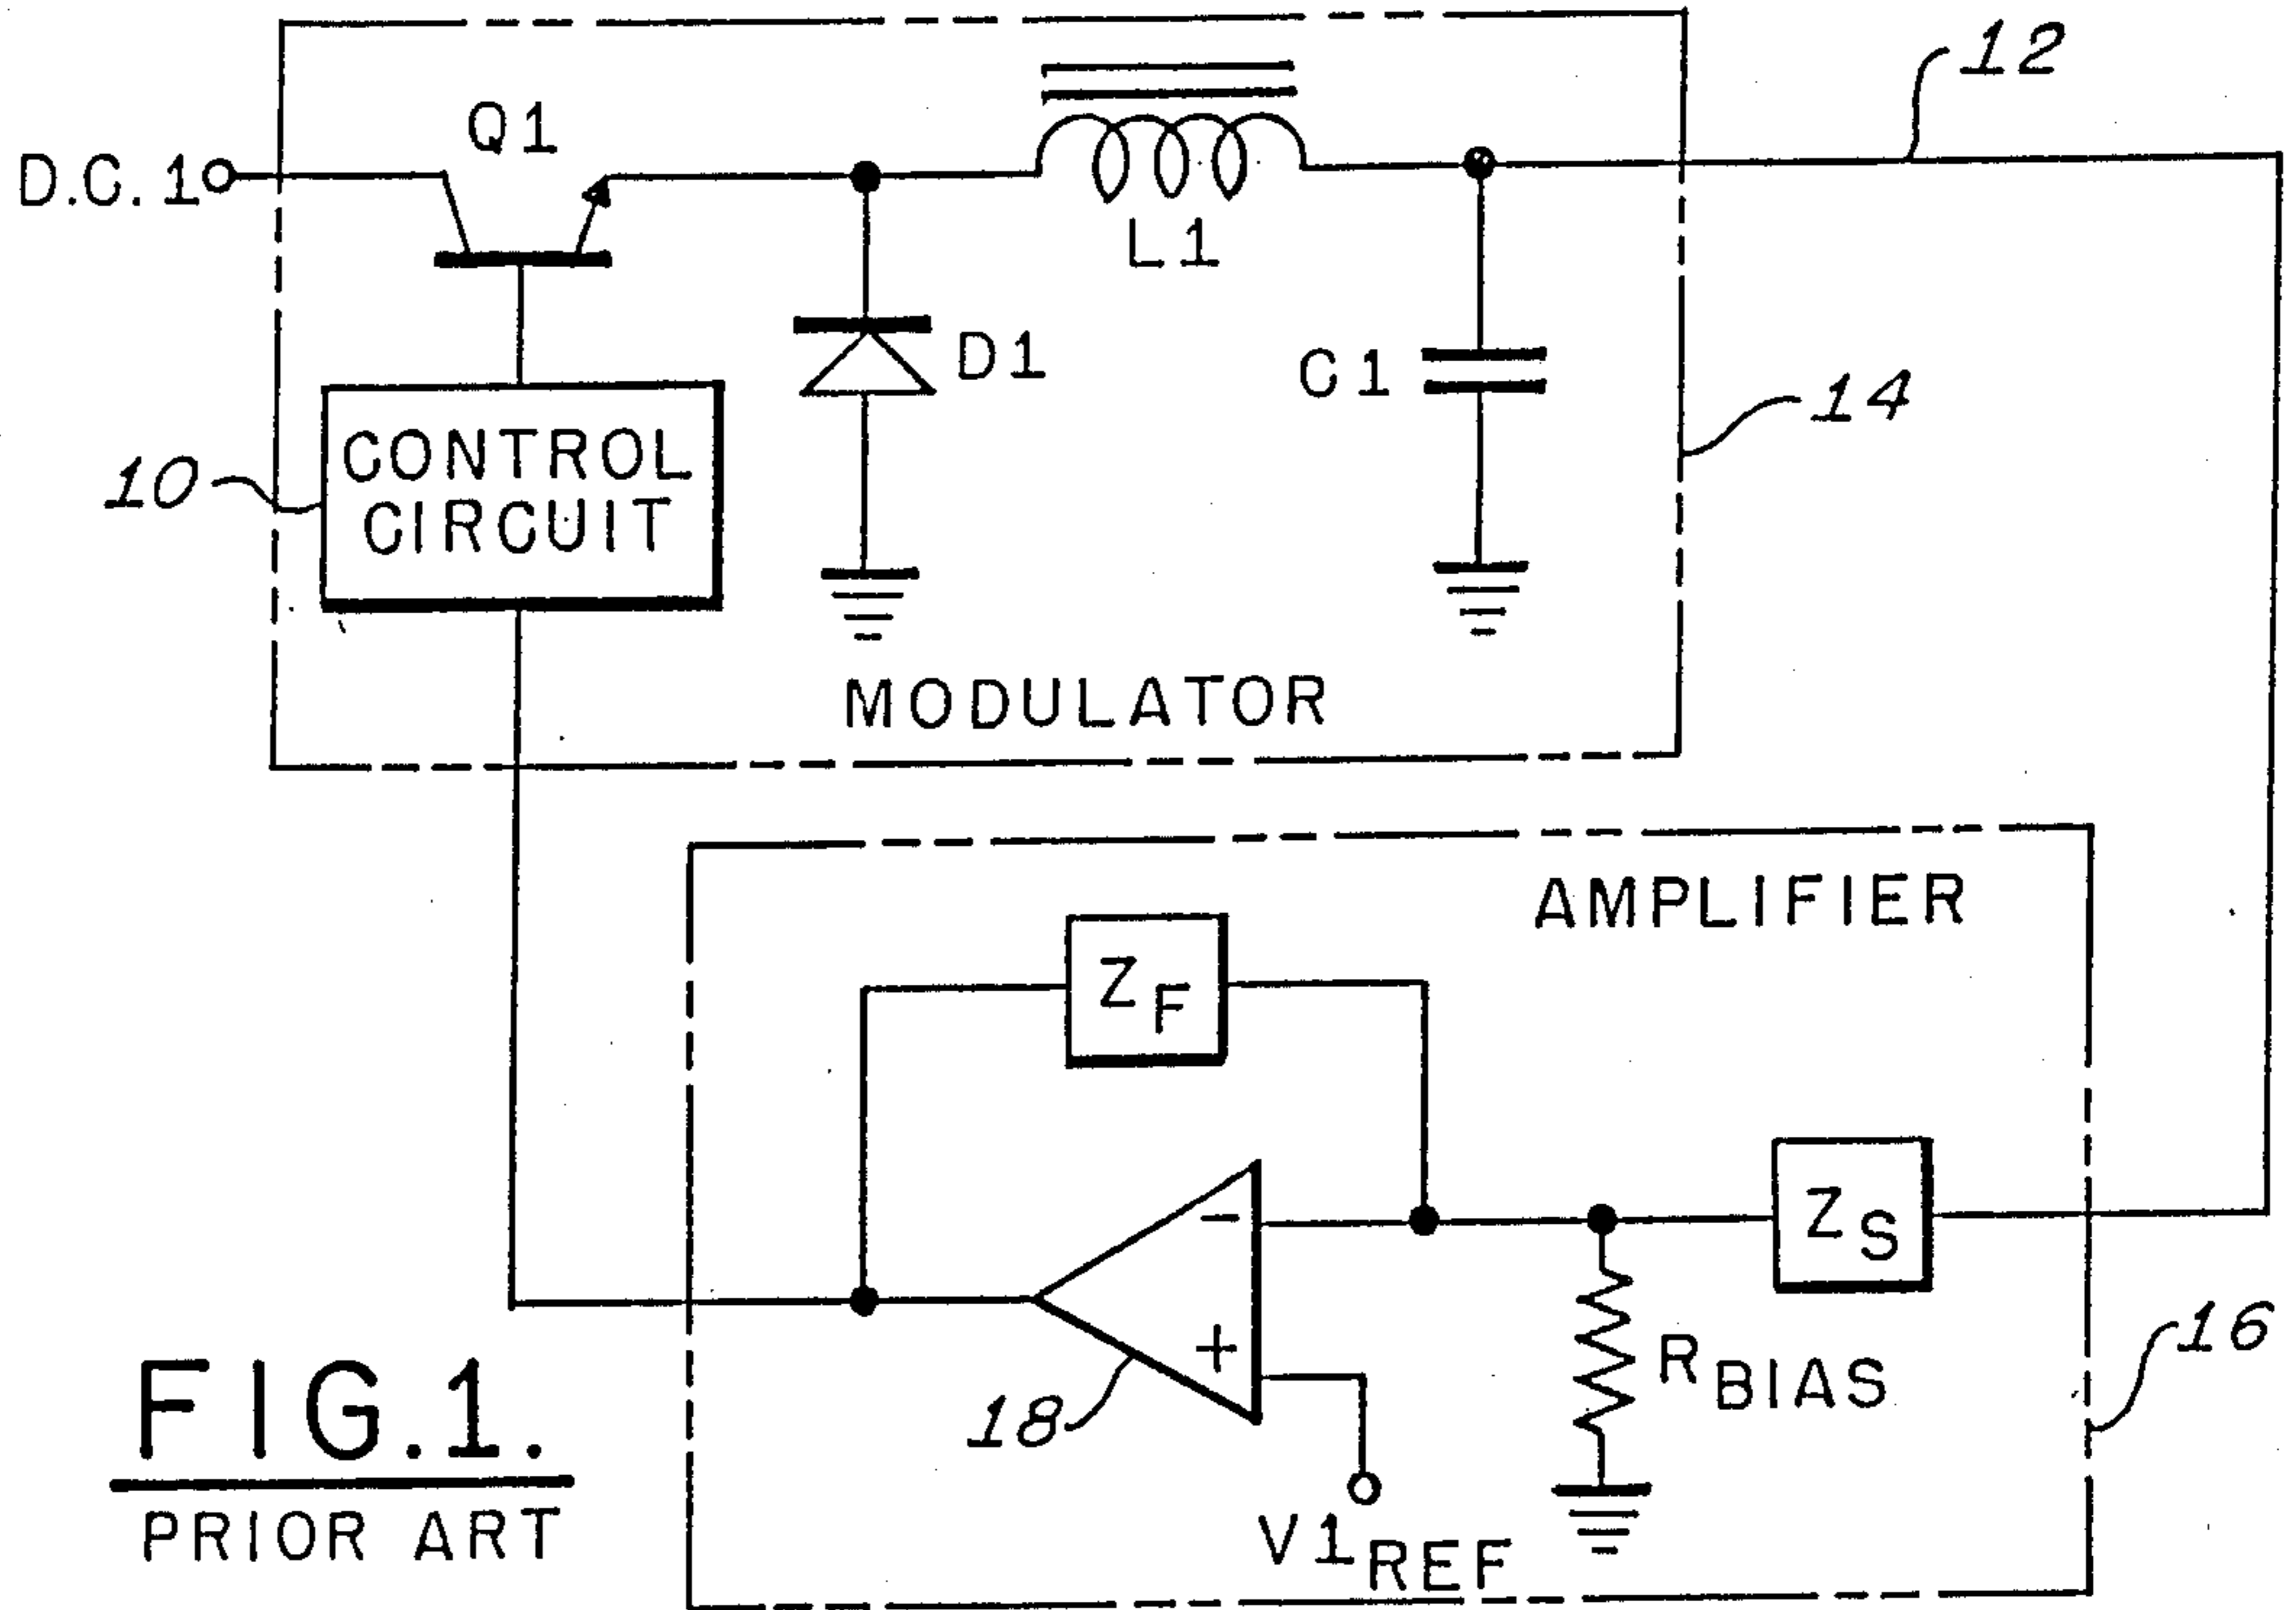 12
Q1
D.C. 1
L1
D1
C1
14
10
CONTROL
CIRCUIT
MODULATOR
AMPLIFIER
ZF
ZS
-
+
16
RBIAS
18
V1REF
FIG.1.
PRIOR ART